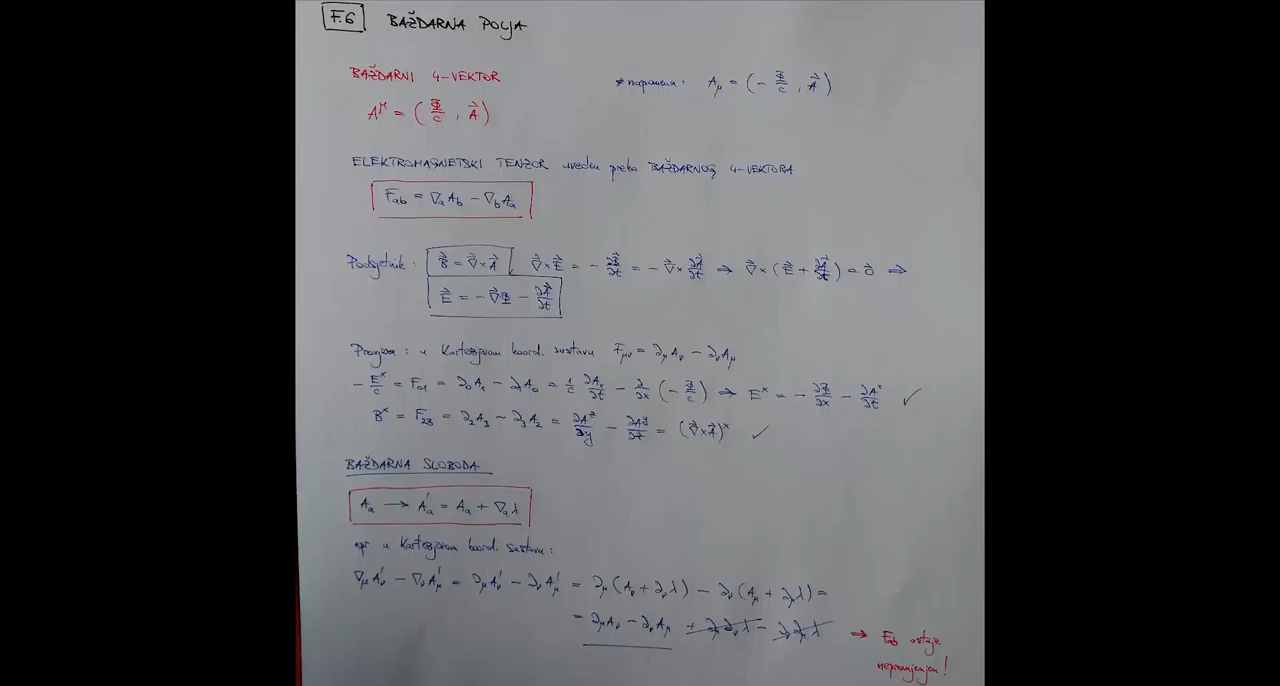 F.6 BAŽDARNA POLJA
BAŽDARNI 4-VEKTOR
* napomena: A_μ = (-Φ/c, A⃗)
A^μ = (Φ/c, A⃗)
ELEKTROMAGNETSKI TENZOR uveden preko BAŽDARNOG 4-VEKTORA
F_ab = ∇_a A_b - ∇_b A_a
Podsjetnik: B⃗ = ∇⃗×A⃗, ∇⃗×E⃗ = -∂B⃗/∂t = -∇⃗×∂A⃗/∂t ⇒ ∇⃗×(E⃗ + ∂A⃗/∂t) = 0⃗ ⇒
E⃗ = -∇⃗Φ - ∂A⃗/∂t
Provjera: u Kartezijevom koord. sustavu F_μν = ∂_μ A_ν - ∂_ν A_μ
-E^x/c = F_01 = ∂_0 A_1 - ∂_1 A_0 = 1/c ∂A_x/∂t - ∂/∂x (-Φ/c) ⇒ E^x = -∂Φ/∂x - ∂A^x/∂t ✓
B^x = F_23 = ∂_2 A_3 - ∂_3 A_2 = ∂A^z/∂y - ∂A^y/∂z = (∇⃗×A⃗)^x ✓
BAŽDARNA SLOBODA
A_a → A'_a = A_a + ∇_a λ
npr. u Kartezijevom koord. sustavu:
∇_μ A'_ν - ∇_ν A'_μ = ∂_μ A'_ν - ∂_ν A'_μ = ∂_μ (A_ν + ∂_ν λ) - ∂_ν (A_μ + ∂_μ λ) =
= ∂_μ A_ν - ∂_ν A_μ + ∂_μ ∂_ν λ - ∂_ν ∂_μ λ ⇒ F_ab ostaje
nepromjenjen!